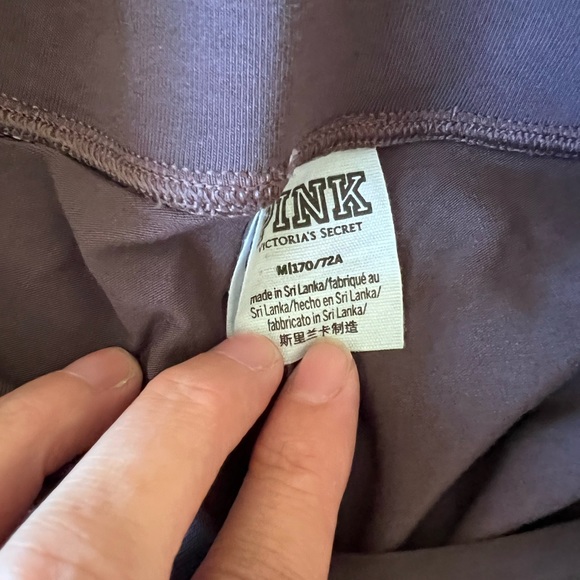 PINK
VICTORIA'S SECRET
M|170/72A
made in Sri Lanka/fabriqué au
Sri Lanka/hecho en Sri Lanka/
fabbricato in Sri Lanka/
斯里兰卡制造